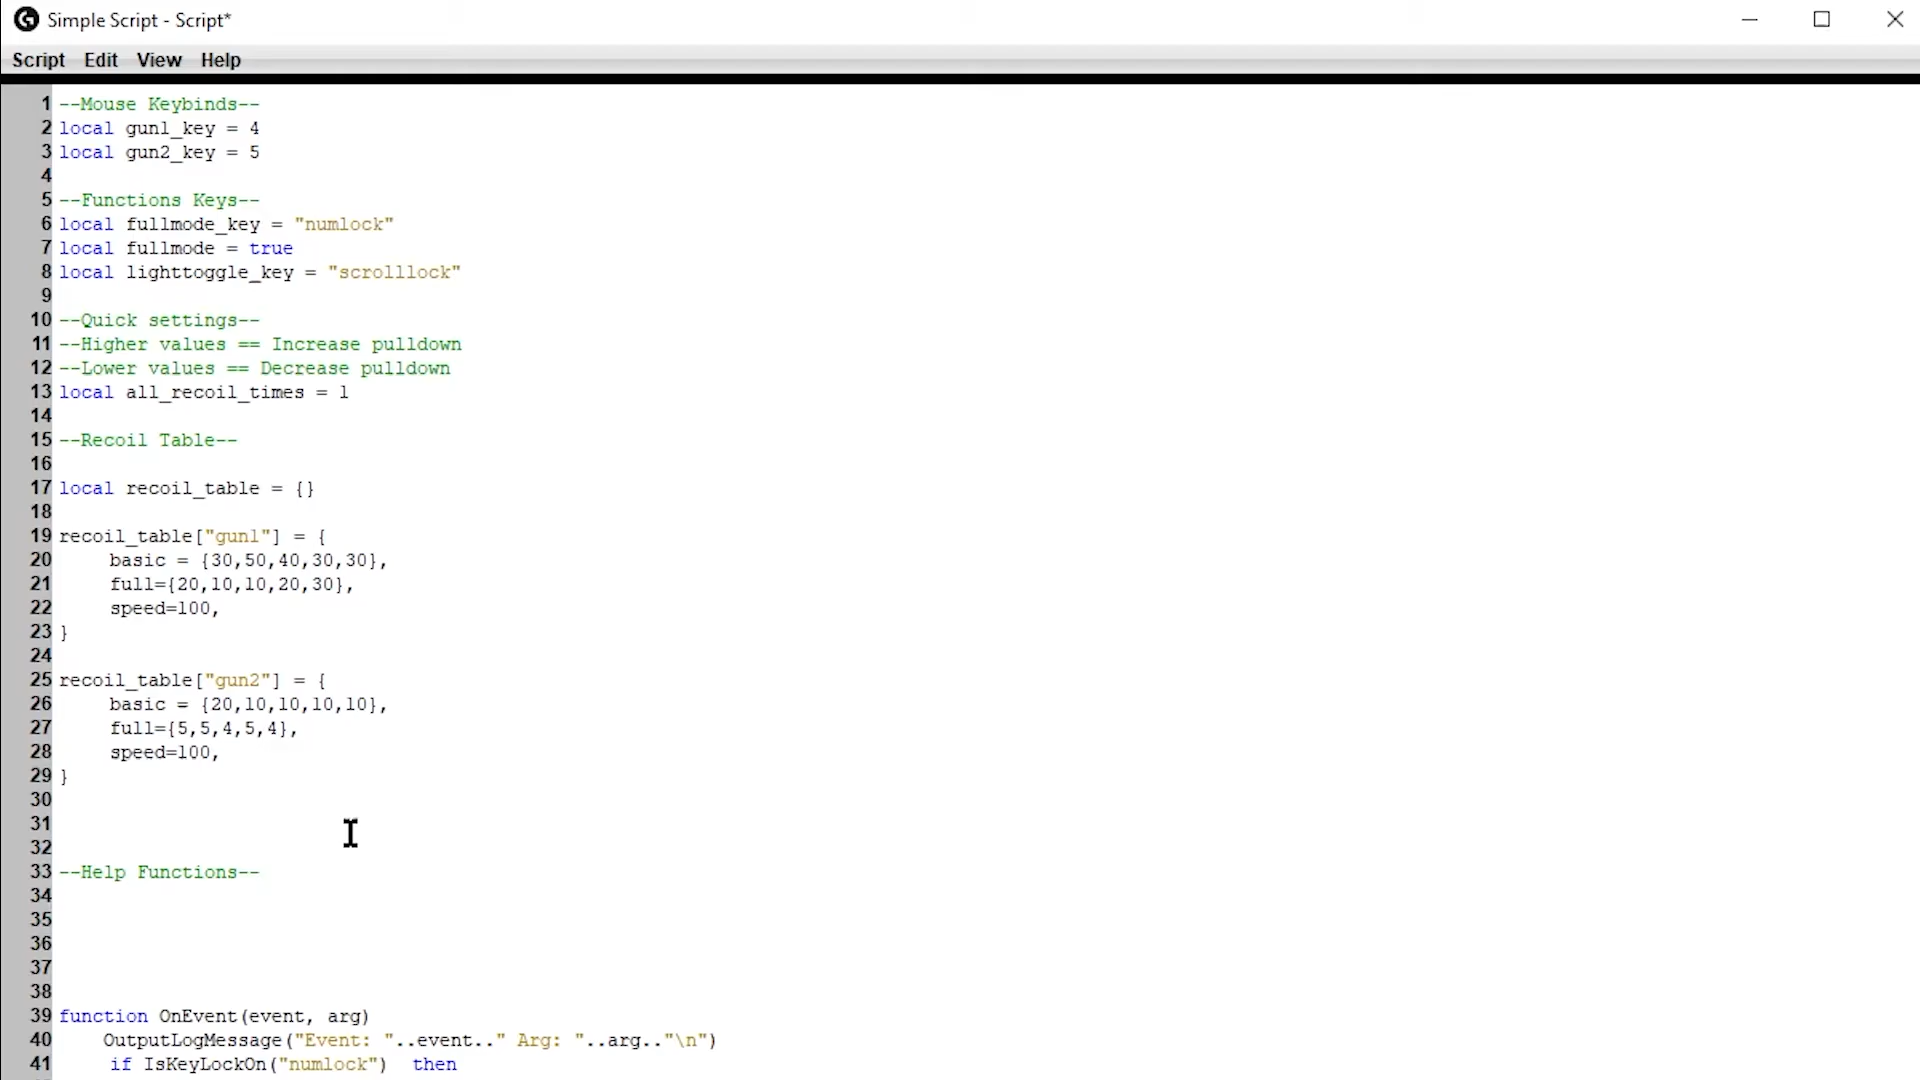 Simple Script - Script*
Script Edit View Help
1 --Mouse Keybinds--
2 local gun1_key = 4
3 local gun2_key = 5
4
5 --Functions Keys--
6 local fullmode_key = "numlock"
7 local fullmode = true
8 local lighttoggle_key = "scrolllock"
9
10 --Quick settings--
11 --Higher values == Increase pulldown
12 --Lower values == Decrease pulldown
13 local all_recoil_times = 1
14
15 --Recoil Table--
16
17 local recoil_table = {}
18
19 recoil_table["gun1"] = {
20 basic = {30,50,40,30,30},
21 full={20,10,10,20,30},
22 speed=100,
23 }
24
25 recoil_table["gun2"] = {
26 basic = {20,10,10,10,10},
27 full={5,5,4,5,4},
28 speed=100,
29 }
30
31
32
33 --Help Functions--
34
35
36
37
38
39 function OnEvent(event, arg)
40 OutputLogMessage("Event: "..event.." Arg: "..arg.."\n")
41 if IsKeyLockOn("numlock") then